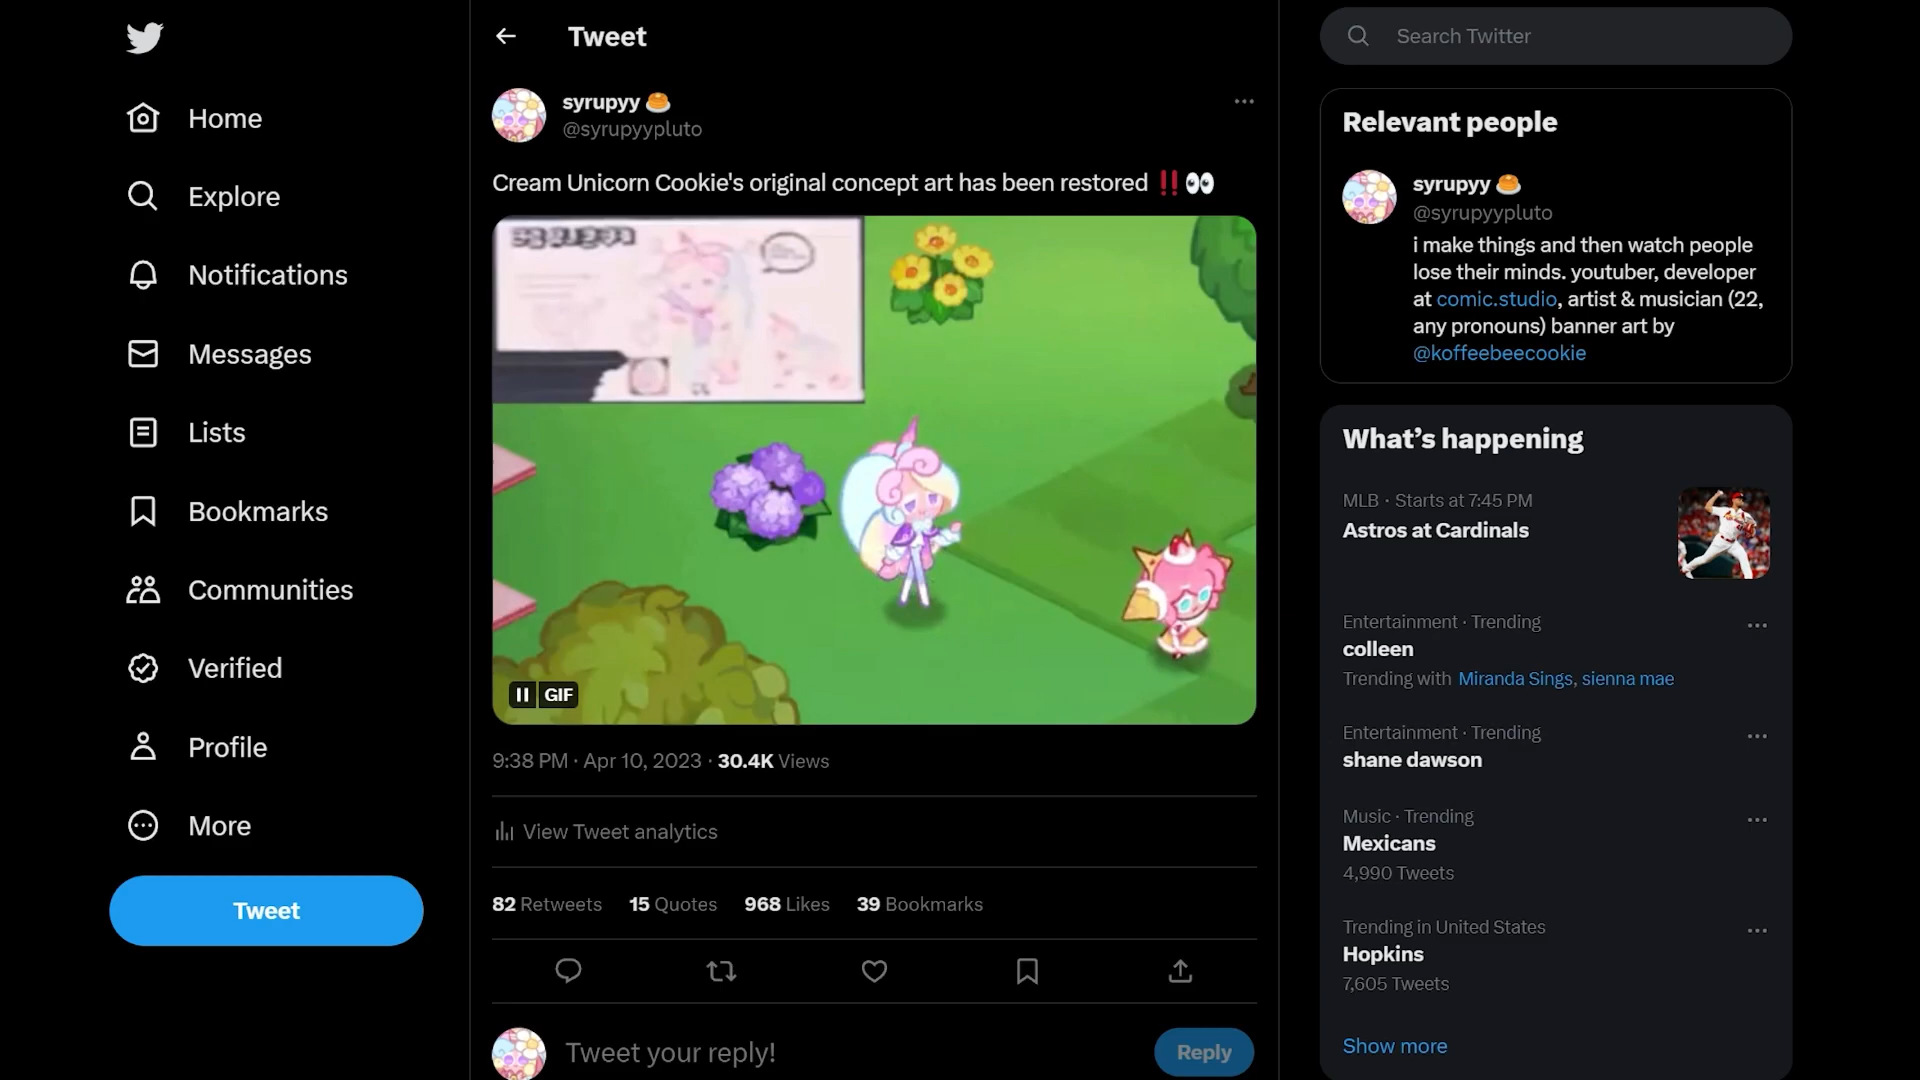 Home
Explore
Notifications
Messages
Lists
Bookmarks
Communities
Verified
Profile
More
Tweet
Tweet
syrupyy 🥞
@syrupyypluto
Cream Unicorn Cookie's original concept art has been restored ‼️👀
GIF
9:38 PM · Apr 10, 2023 · 30.4K Views
View Tweet analytics
82 Retweets 15 Quotes 968 Likes 39 Bookmarks
Tweet your reply!
Reply
Search Twitter
Relevant people
syrupyy 🥞
@syrupyypluto
i make things and then watch people
lose their minds. youtuber, developer
at comic.studio, artist & musician (22,
any pronouns) banner art by
@koffeebeecookie
What's happening
MLB · Starts at 7:45 PM
Astros at Cardinals
Entertainment · Trending
colleen
Trending with Miranda Sings, sienna mae
Entertainment · Trending
shane dawson
Music · Trending
Mexicans
4,990 Tweets
Trending in United States
Hopkins
7,605 Tweets
Show more